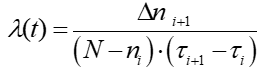 λ(t) = Δn_{i+1} / ((N − n_i) · (τ_{i+1} − τ_i))